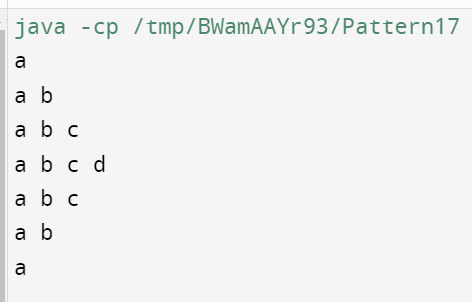 java -cp /tmp/BWamAAYr93/Pattern17
a
a b
a b c
a b c d
a b c
a b
a